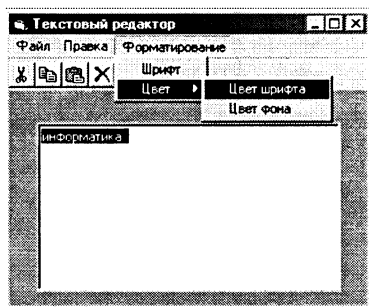 Текстовый редактор
Файл Правка Форматирование
Шрифт
Цвет Цвет шрифта
Цвет фона
информатика